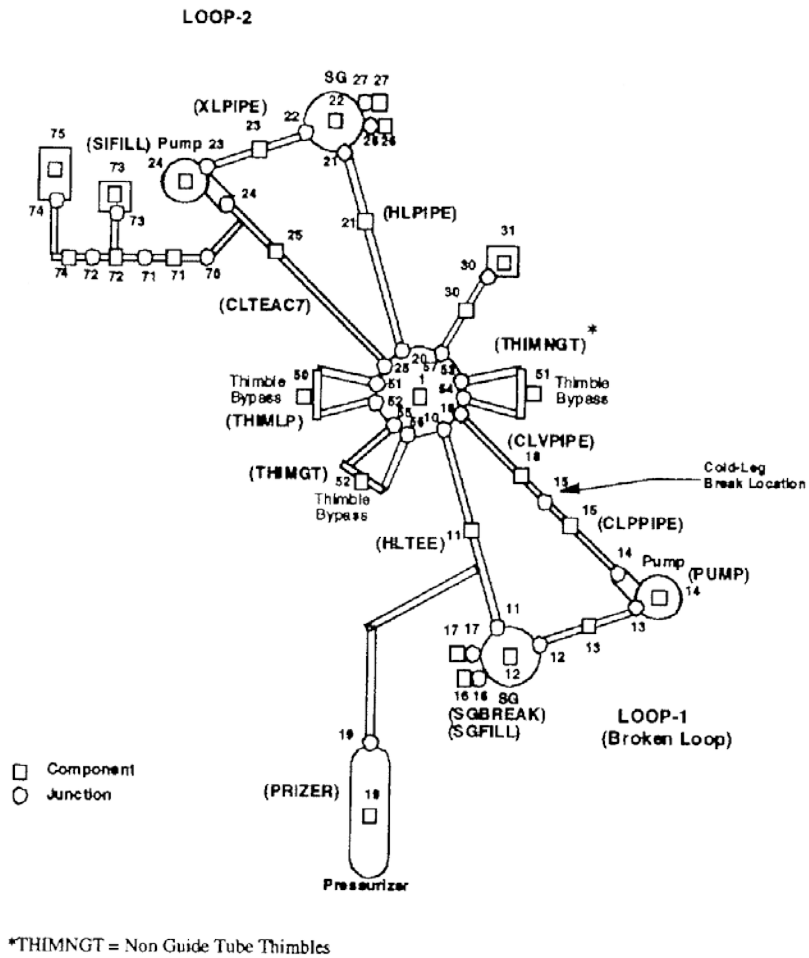 LOOP-2
SG
27 27
22
(XLPIPE)
22
23
26 26
75
(SIFILL) Pump
23
21
24
73
24
(HLPIPE)
21
31
74
73
25
30
30
74 72 72 71 71 70
(CLTEAC7)
(THIMNGT)*
20
57
53
50
25
51
Thimble
Bypass
51
1
54
Thimble
Bypass
52
(THIMLP)
55
10
(CLVPIPE)
56
(THIMGT)
18
Cold-Leg
Break Location
52
15
Thimble
Bypass
15
(CLPPIPE)
(HLTEE)
11
14
Pump
(PUMP)
14
11
13
17 17
12
13
12
16 16
SG
(SGBREAK)
(SGFILL)
LOOP-1
(Broken Loop)
19
Component
Junction
(PRIZER)
Pressurizer
*THIMNGT = Non Guide Tube Thimbles